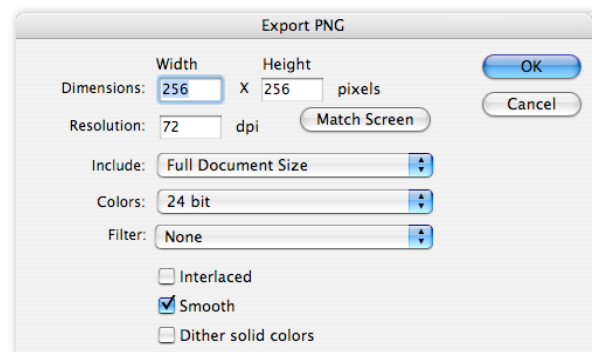 Export PNG
Width Height
Dimensions: 256 X 256 pixels
OK
Cancel
Resolution: 72 dpi Match Screen
Include: Full Document Size
Colors: 24 bit
Filter: None
Interlaced
Smooth
Dither solid colors